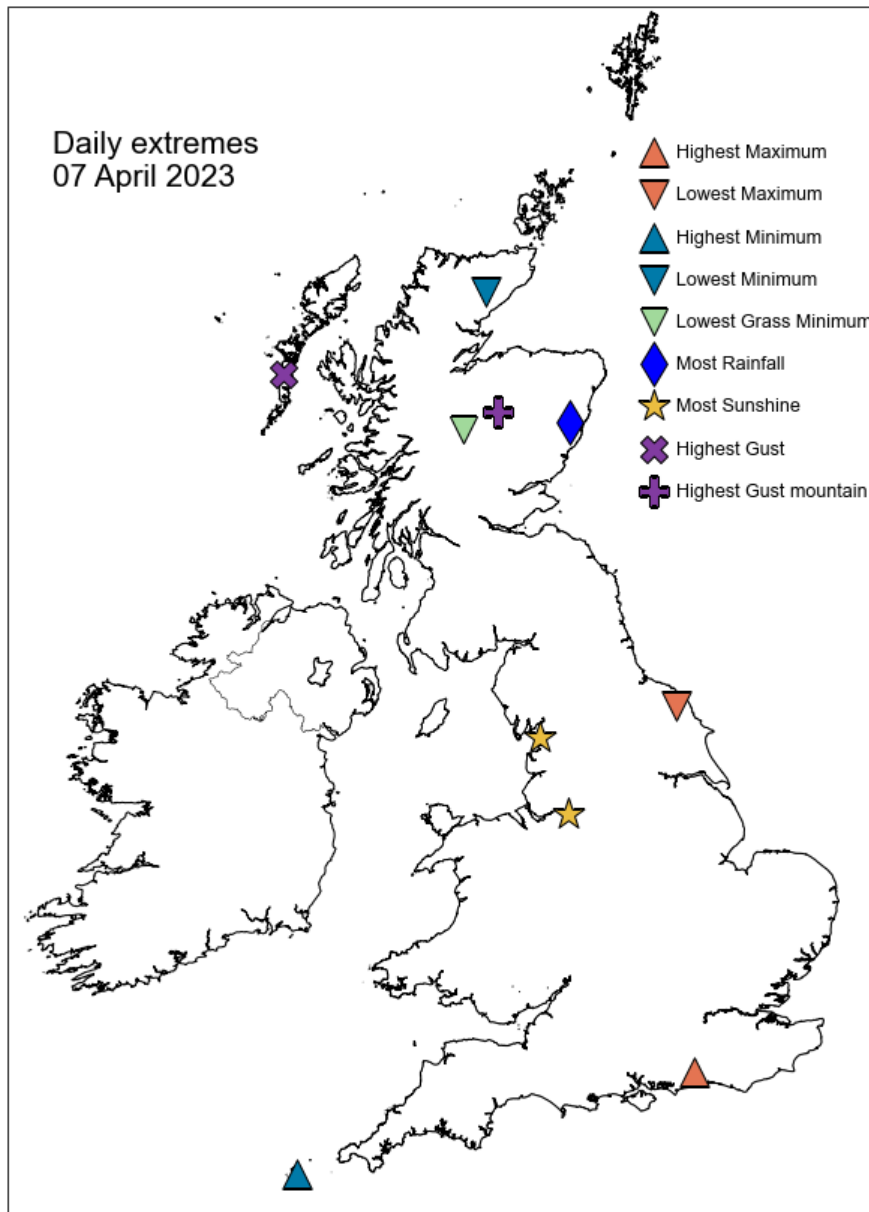 Daily extremes
07 April 2023
Highest Maximum
Lowest Maximum
Highest Minimum
Lowest Minimum
Lowest Grass Minimum
Most Rainfall
Most Sunshine
Highest Gust
Highest Gust mountain